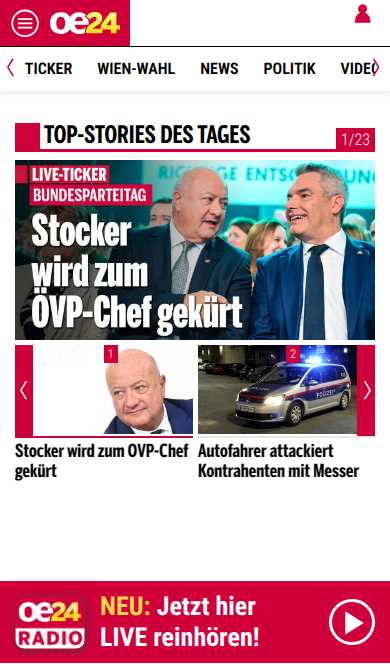 oe24
TICKER WIEN-WAHL NEWS POLITIK
TOP-STORIES DES TAGES
1/23
LIVE-TICKER
BUNDESPARTEITAG
Stocker
wird zum
ÖVP-Chef gekürt
1
2
POLIZEI
Stocker wird zum ÖVP-Chef
gekürt
Autofahrer attackiert
Kontrahenten mit Messer
oe24
RADIO
NEU: Jetzt hier
LIVE reinhören!